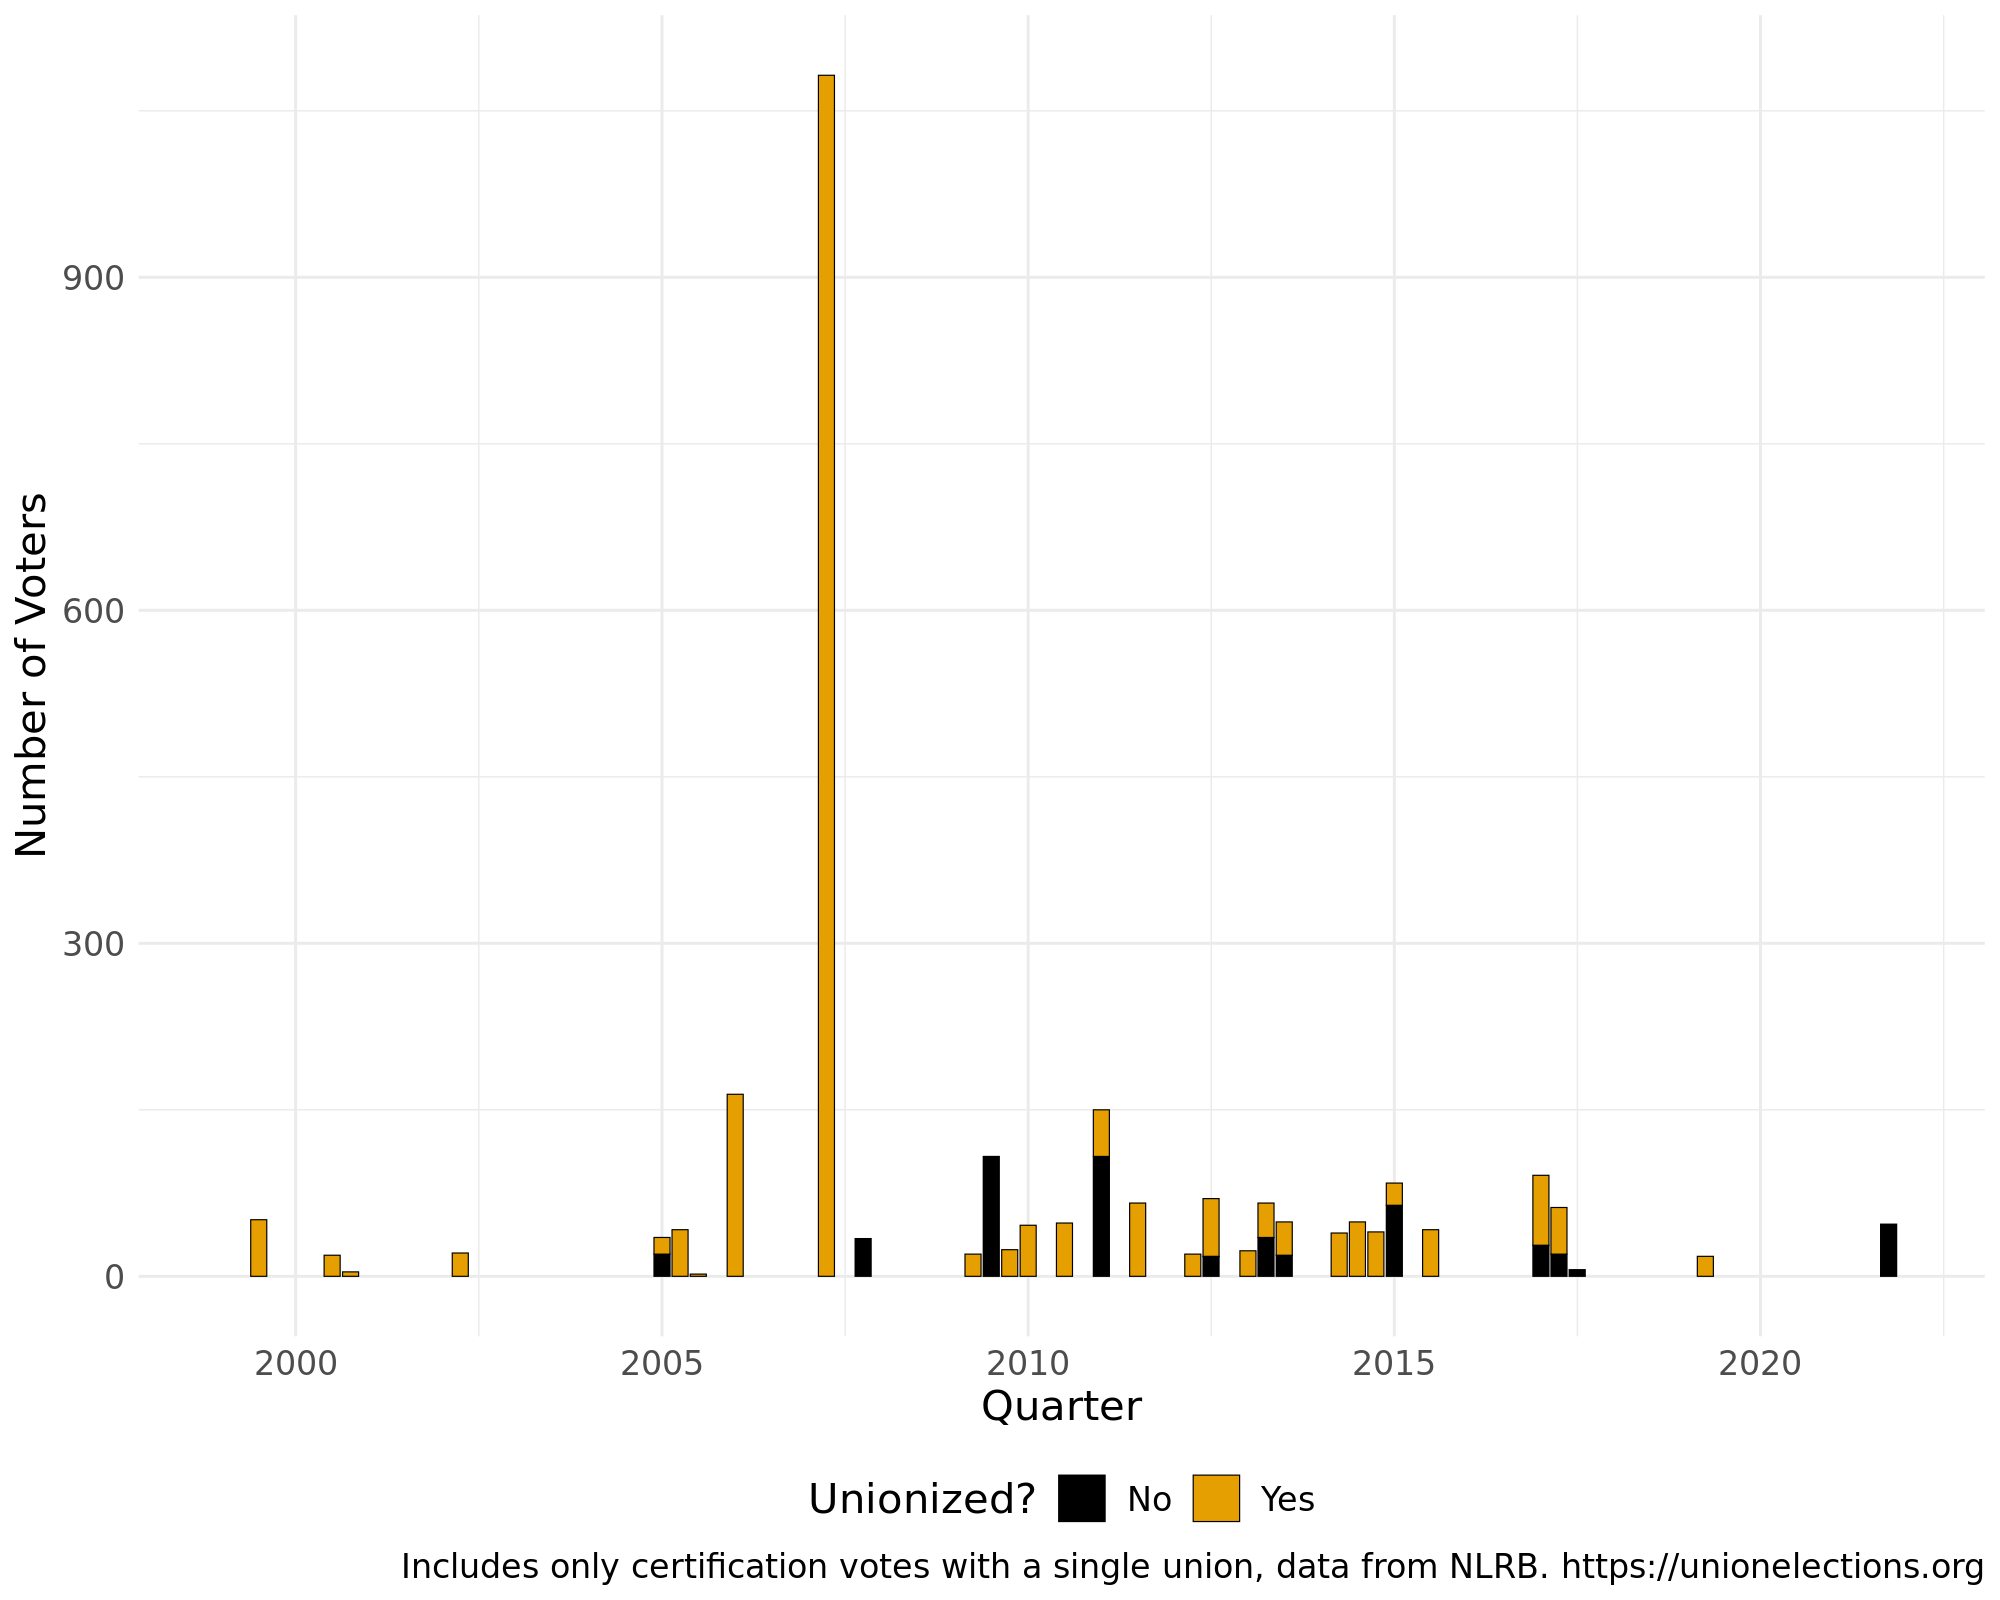 Number of Voters
900
600
300
0
2000 2005 2010 2015 2020
Quarter
Unionized? No Yes
Includes only certification votes with a single union, data from NLRB. https://unionelections.org